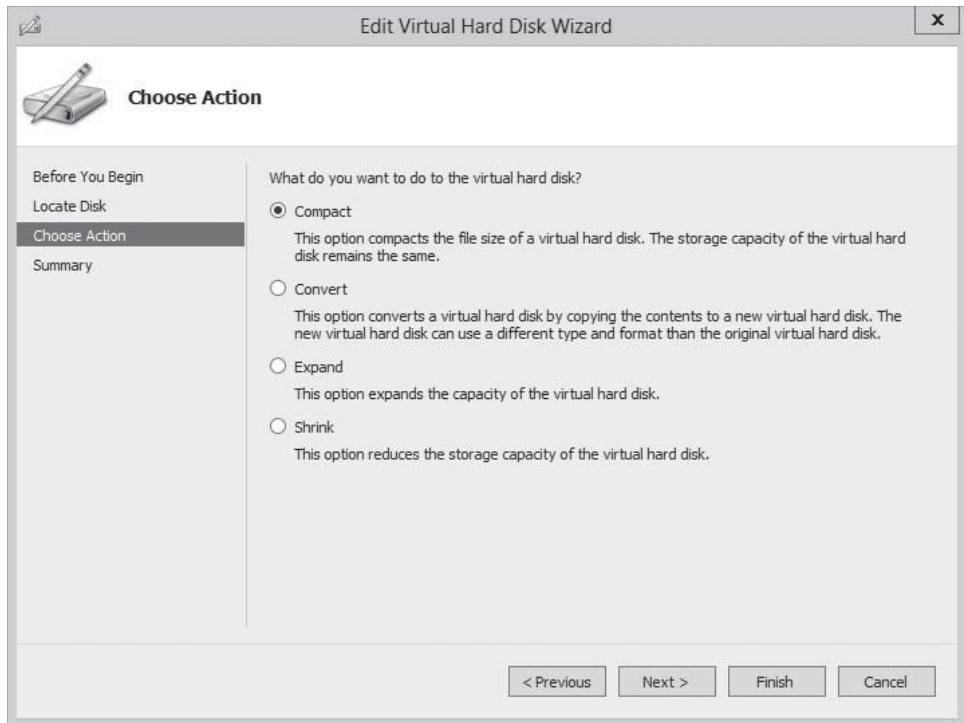 Edit Virtual Hard Disk Wizard
x
Choose Action
Before You Begin
Locate Disk
Choose Action
Summary
What do you want to do to the virtual hard disk?
Compact
This option compacts the file size of a virtual hard disk. The storage capacity of the virtual hard
disk remains the same.
Convert
This option converts a virtual hard disk by copying the contents to a new virtual hard disk. The
new virtual hard disk can use a different type and format than the original virtual hard disk.
Expand
This option expands the capacity of the virtual hard disk.
Shrink
This option reduces the storage capacity of the virtual hard disk.
< Previous
Next >
Finish
Cancel